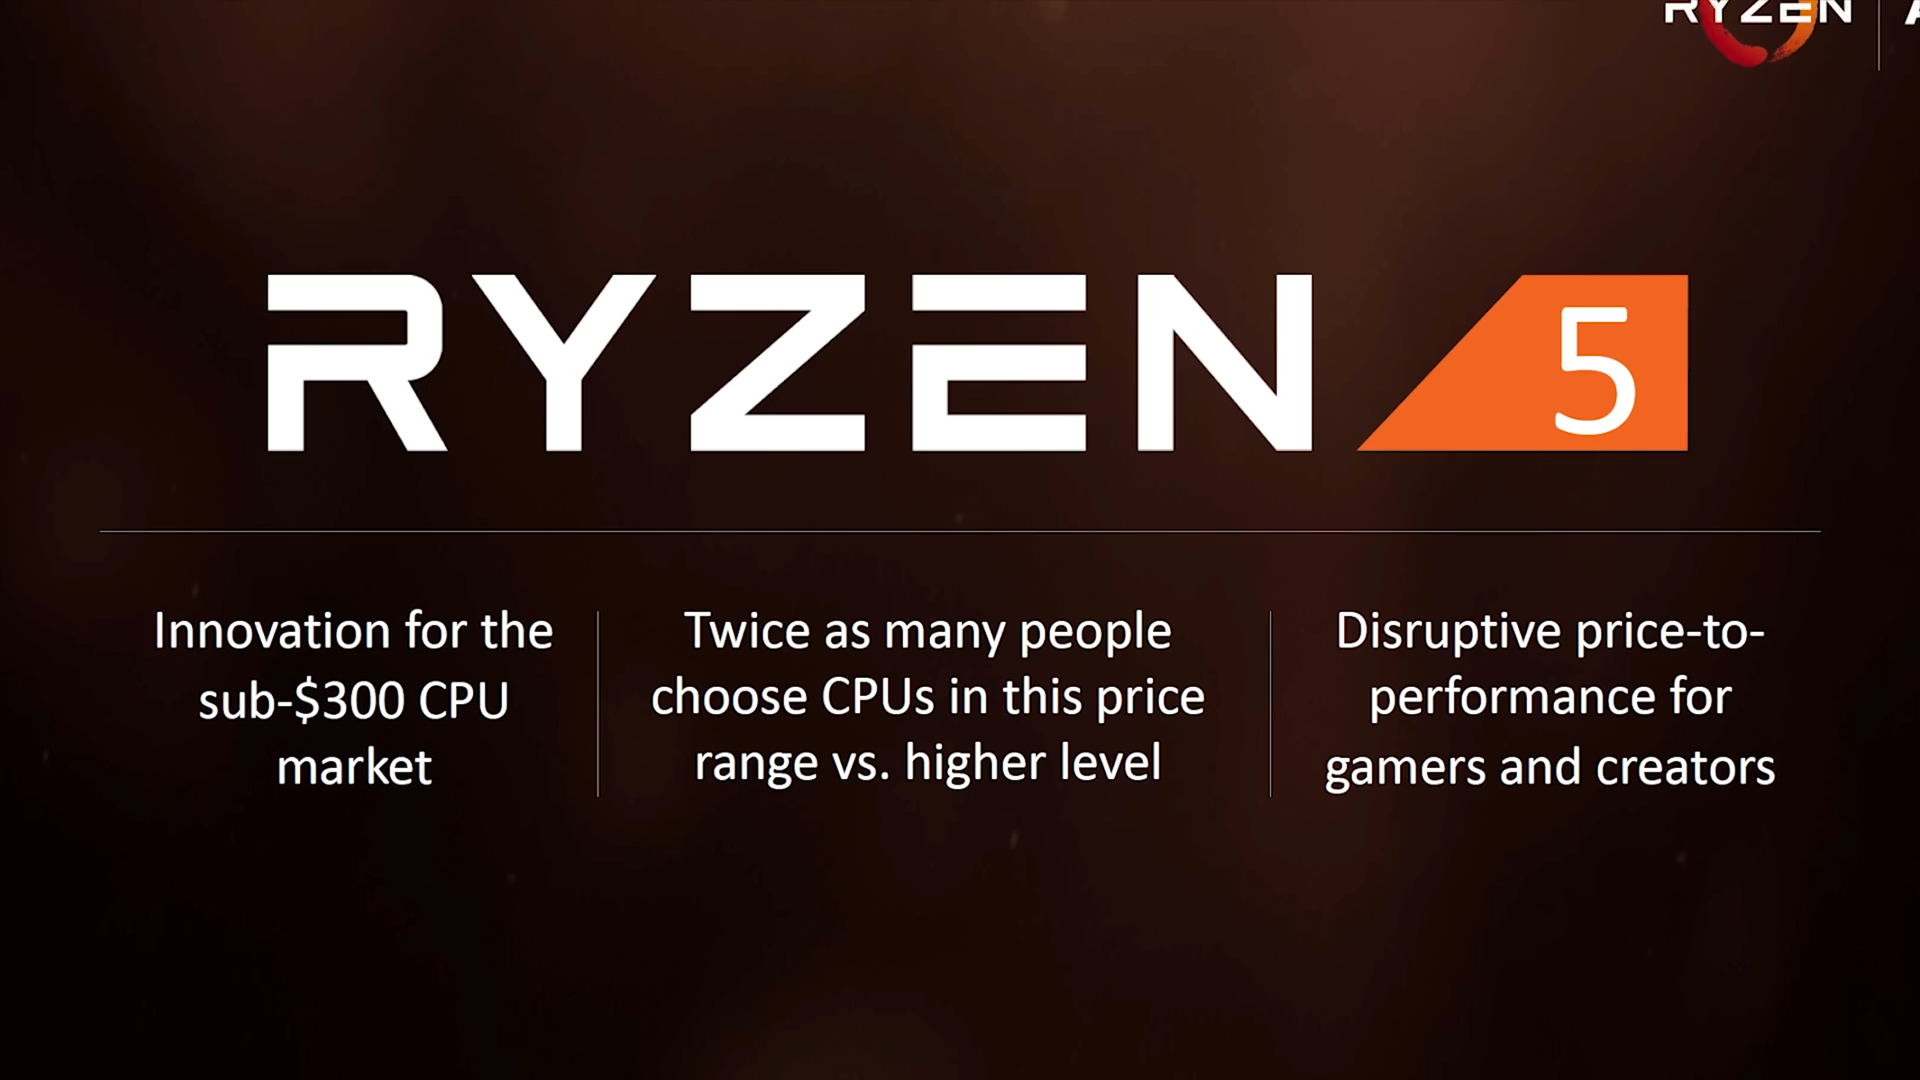 RYZEN
RYZEN 5
Innovation for the
sub-$300 CPU
market
Twice as many people
choose CPUs in this price
range vs. higher level
Disruptive price-to-
performance for
gamers and creators